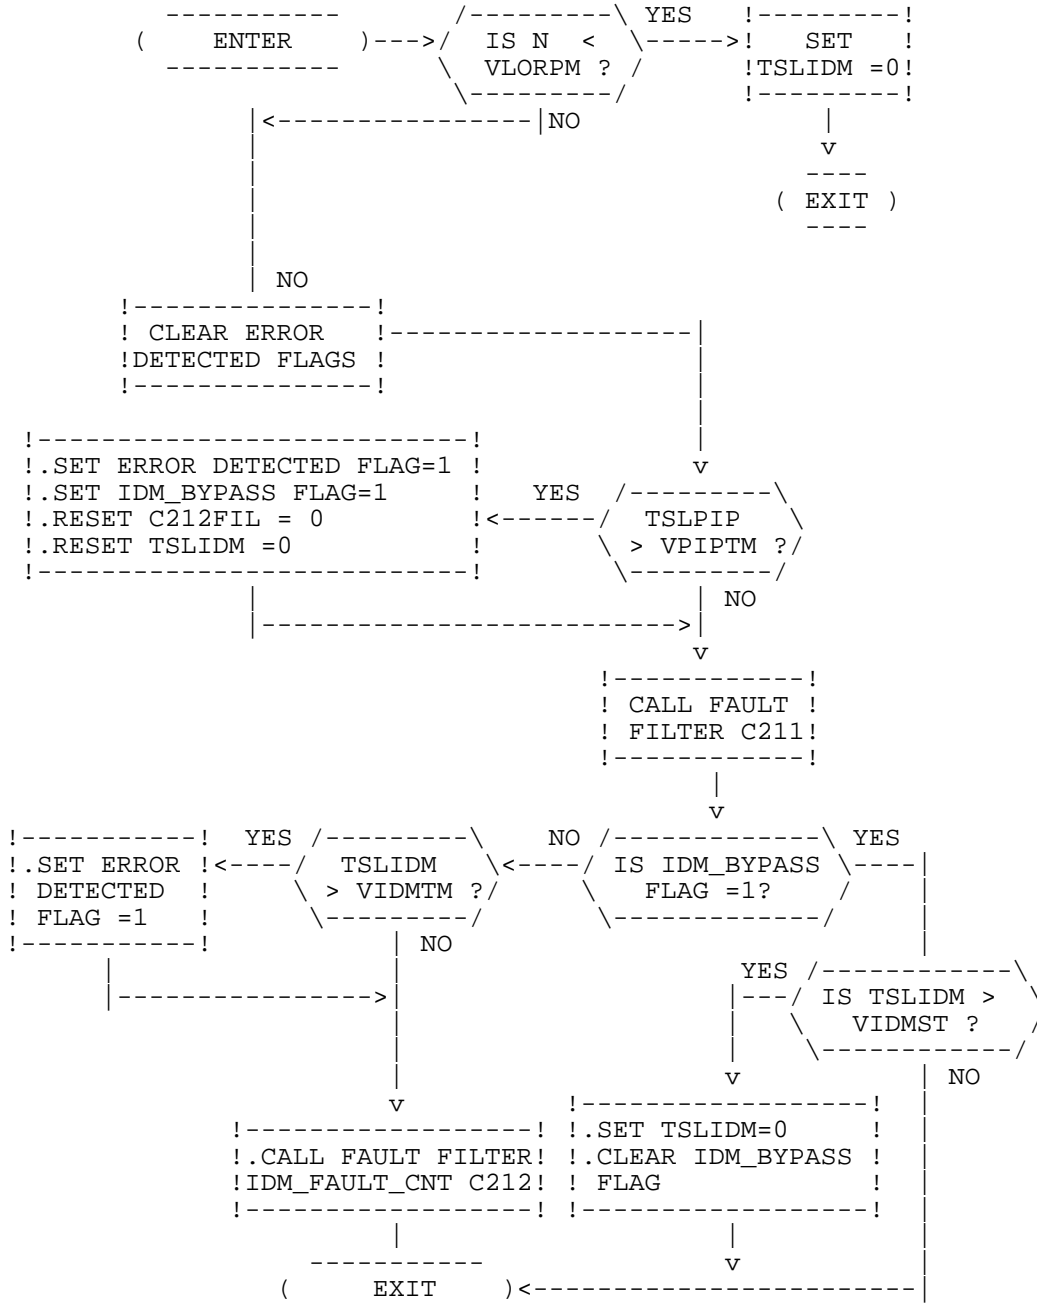 ENTER
IS N <
VLORPM ?
YES
SET
TSLIDM =0
NO
EXIT
NO
CLEAR ERROR
DETECTED FLAGS
.SET ERROR DETECTED FLAG=1
.SET IDM_BYPASS FLAG=1
.RESET C212FIL = 0
.RESET TSLIDM =0
YES
TSLPIP
> VPIPTM ?
NO
CALL FAULT
FILTER C211
.SET ERROR
DETECTED
FLAG =1
YES
TSLIDM
> VIDMTM ?
NO
IS IDM_BYPASS
FLAG =1?
YES
NO
YES
IS TSLIDM >
VIDMST ?
NO
.CALL FAULT FILTER
IDM_FAULT_CNT C212
.SET TSLIDM=0
.CLEAR IDM_BYPASS
FLAG
EXIT